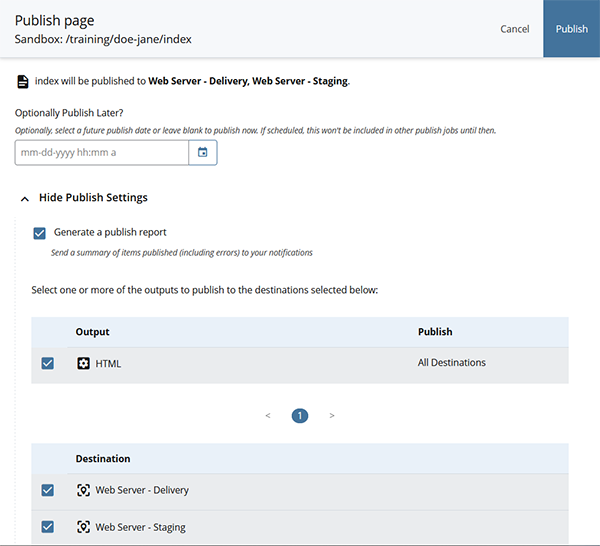 Publish page
Sandbox: /training/doe-jane/index
Cancel
Publish
index will be published to Web Server - Delivery, Web Server - Staging.
Optionally Publish Later?
Optionally, select a future publish date or leave blank to publish now. If scheduled, this won't be included in other publish jobs until then.
mm-dd-yyyy hh:mm a
Hide Publish Settings
Generate a publish report
Send a summary of items published (including errors) to your notifications
Select one or more of the outputs to publish to the destinations selected below:
Output Publish
HTML All Destinations
< 1 >
Destination
Web Server - Delivery
Web Server - Staging